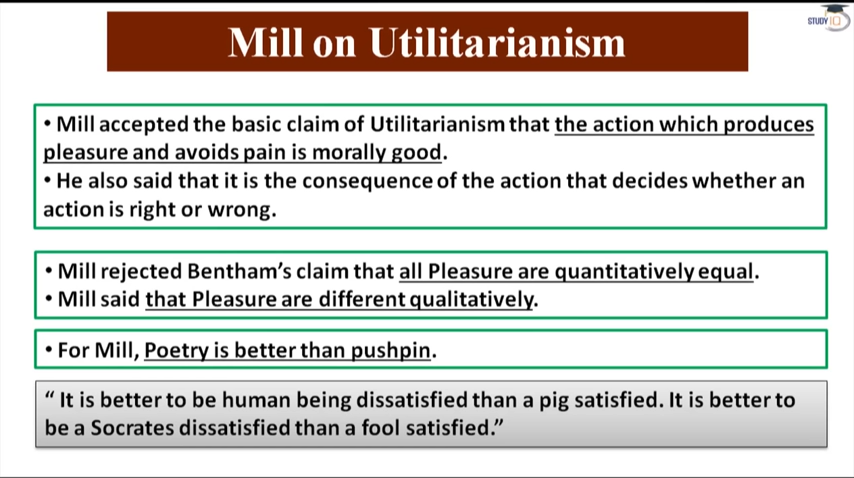 STUDY IQ
Mill on Utilitarianism
• Mill accepted the basic claim of Utilitarianism that the action which produces
pleasure and avoids pain is morally good.
• He also said that it is the consequence of the action that decides whether an
action is right or wrong.
• Mill rejected Bentham’s claim that all Pleasure are quantitatively equal.
• Mill said that Pleasure are different qualitatively.
• For Mill, Poetry is better than pushpin.
“ It is better to be human being dissatisfied than a pig satisfied. It is better to
be a Socrates dissatisfied than a fool satisfied.”